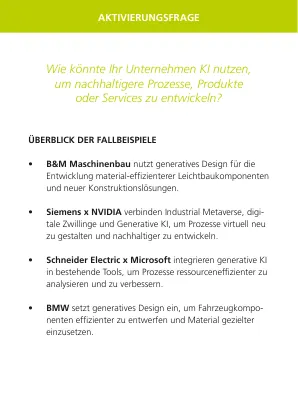 AKTIVIERUNGSFRAGE
Wie könnte Ihr Unternehmen KI nutzen,
um nachhaltigere Prozesse, Produkte
oder Services zu entwickeln?
ÜBERBLICK DER FALLBEISPIELE
• B&M Maschinenbau nutzt generatives Design für die
Entwicklung material-effizienterer Leichtbaukomponenten
und neuer Konstruktionslösungen.
• Siemens x NVIDIA verbinden Industrial Metaverse, digi-
tale Zwillinge und Generative KI, um Prozesse virtuell neu
zu gestalten und nachhaltiger zu entwickeln.
• Schneider Electric x Microsoft integrieren generative KI
in bestehende Tools, um Prozesse ressourceneffizienter zu
analysieren und zu verbessern.
• BMW setzt generatives Design ein, um Fahrzeugkompo-
nenten effizienter zu entwerfen und Material gezielter
einzusetzen.